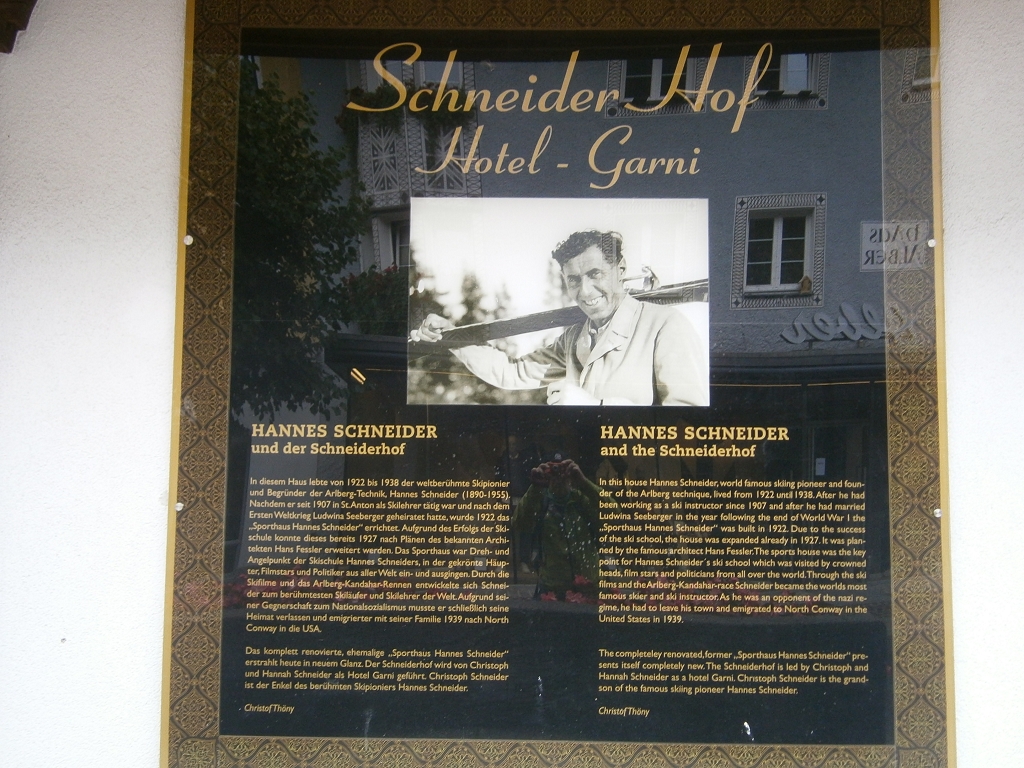 Schneider Hof
Hotel - Garni
HAUS
ALBER
Alber
HANNES SCHNEIDER
und der Schneiderhof
In diesem Haus lebte von 1922 bis 1938 der weltberühmte Skipionier
und Begründer der Arlberg-Technik, Hannes Schneider (1890-1955).
Nachdem er seit 1907 in St. Anton als Skilehrer tätig war und nach dem
Ersten Weltkrieg Ludwina Seeberger geheiratet hatte, wurde 1922 das
„Sporthaus Hannes Schneider" errichtet. Aufgrund des Erfolgs der Ski-
schule konnte dieses bereits 1927 nach Plänen des bekannten Archi-
tekten Hans Fessler erweitert werden. Das Sporthaus war Dreh- und
Angelpunkt der Skischule Hannes Schneiders, in der gekrönte Häup-
ter, Filmstars und Politiker aus aller Welt ein- und ausgingen. Durch die
Skifilme und das Arlberg-Kandahar-Rennen entwickelte sich Schnei-
der zum berühmtesten Skiläufer und Skilehrer der Welt. Aufgrund sei-
ner Gegnerschaft zum Nationalsozialismus musste er schließlich seine
Heimat verlassen und emigrierter mit seiner Familie 1939 nach North
Conway in die USA.
Das komplett renovierte, ehemalige „Sporthaus Hannes Schneider"
erstrahlt heute in neuem Glanz. Der Schneiderhof wird von Christoph
und Hannah Schneider als Hotel Garni geführt. Christoph Schneider
ist der Enkel des berühmten Skipioniers Hannes Schneider.
Christof Thöny
HANNES SCHNEIDER
and the Schneiderhof
In this house Hannes Schneider, world famous skiing pioneer and foun-
der of the Arlberg technique, lived from 1922 until 1938. After he had
been working as a ski instructor since 1907 and after he had married
Ludwina Seeberger in the year following the end of World War I the
„Sporthaus Hannes Schneider" was built in 1922. Due to the success
of the ski school, the house was expanded already in 1927. It was plan-
ned by the famous architect Hans Fessler. The sports house was the key
point for Hannes Schneider´s ski school which was visited by crowned
heads, film stars and politicians from all over the world. Through the ski
films and the Arlberg-Kandahar-race Schneider became the worlds most
famous skier and ski instructor. As he was an opponent of the nazi re-
gime, he had to leave his town and emigrated to North Conway in the
United States in 1939.
The completeley renovated, former „Sporthaus Hannes Schneider" pre-
sents itself completely new. The Schneiderhof is led by Christoph and
Hannah Schneider as a hotel Garni. Christoph Schneider is the grand-
son of the famous skiing pioneer Hannes Schneider.
Christof Thöny